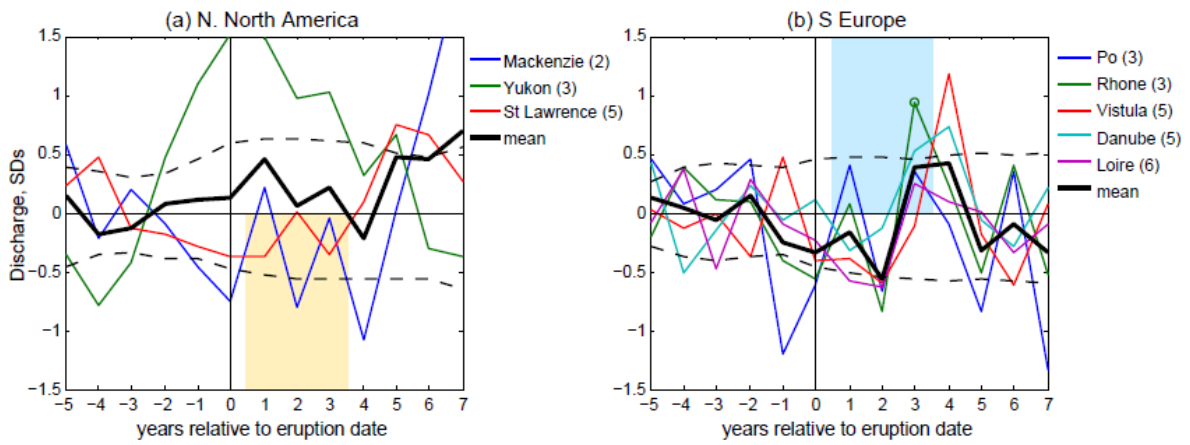 (a) N. North America
Discharge, SDs
1.5
1
0.5
0
−0.5
−1
−1.5
−5 −4 −3 −2 −1 0 1 2 3 4 5 6 7
years relative to eruption date
Mackenzie (2)
Yukon (3)
St Lawrence (5)
mean
(b) S Europe
1.5
1
0.5
0
−0.5
−1
−1.5
−5 −4 −3 −2 −1 0 1 2 3 4 5 6 7
years relative to eruption date
Po (3)
Rhone (3)
Vistula (5)
Danube (5)
Loire (6)
mean